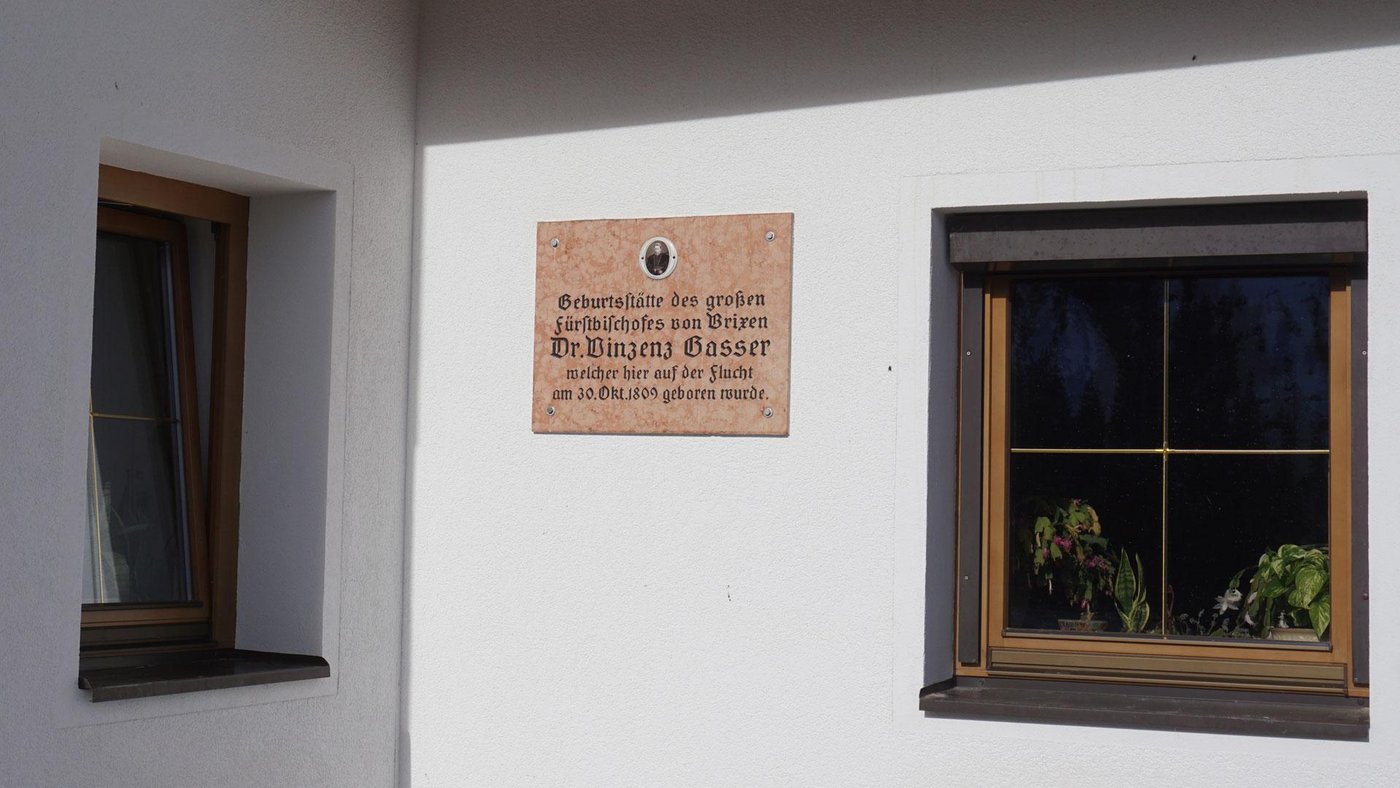 Geburtsstätte des großen
Fürstbischofes von Brixen
Dr. Vinzenz Gasser
welcher hier auf der Flucht
am 30. Okt. 1809 geboren wurde.